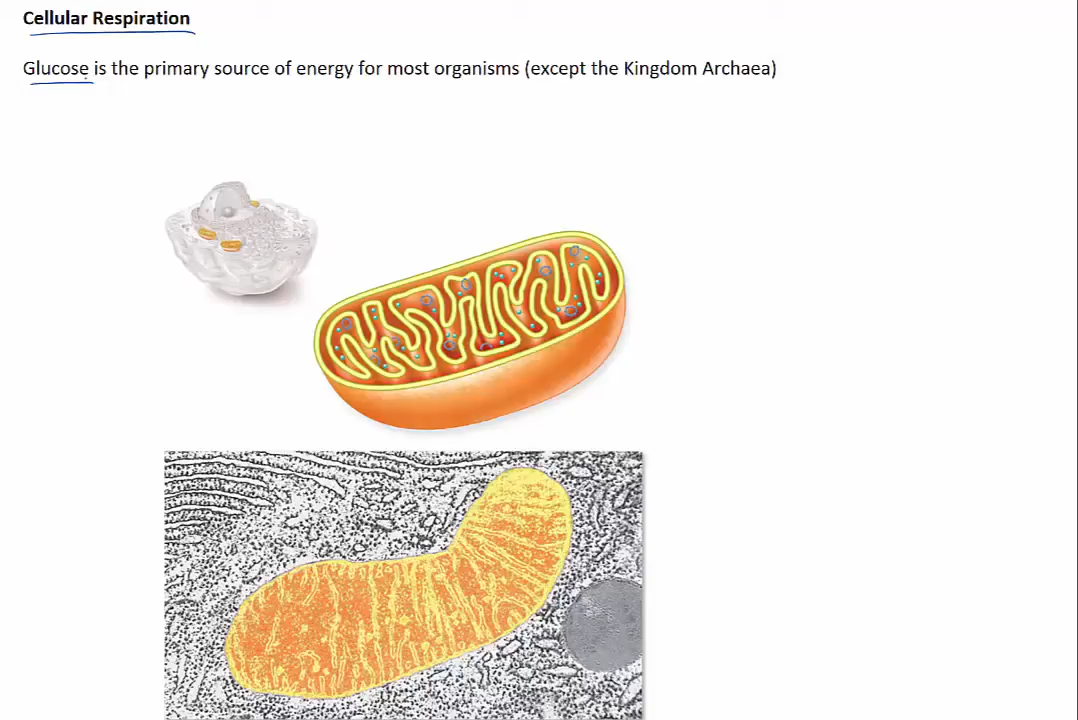 Cellular Respiration
Glucose is the primary source of energy for most organisms (except the Kingdom Archaea)